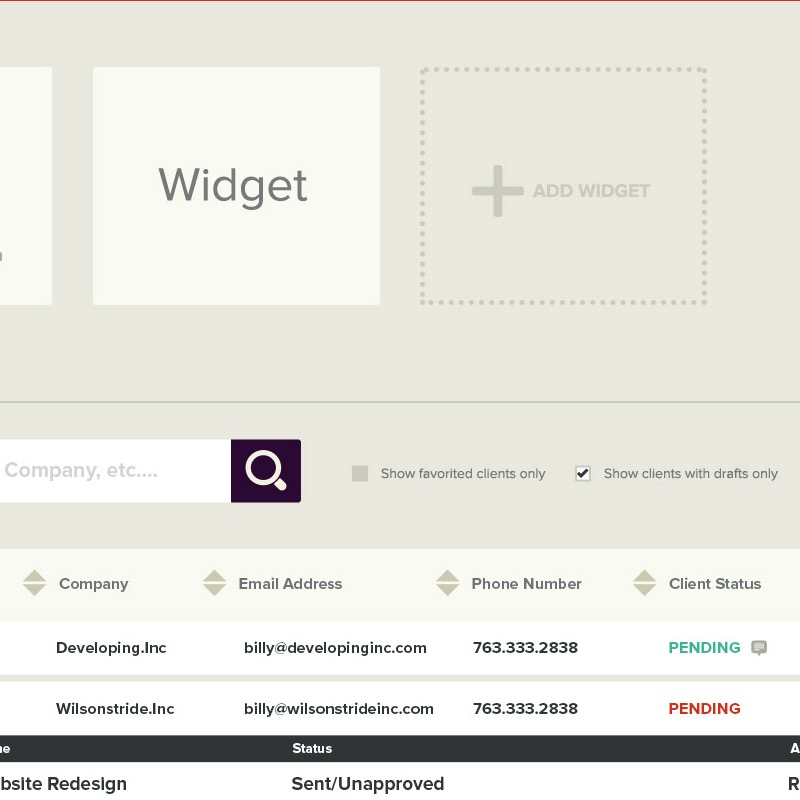 Widget
ADD WIDGET
Company, etc....
Show favorited clients only
Show clients with drafts only
Company Email Address Phone Number Client Status
Developing.Inc billy@developinginc.com 763.333.2838 PENDING
Wilsonstride.Inc billy@wilsonstrideinc.com 763.333.2838 PENDING
Status
Redesign Sent/Unapproved